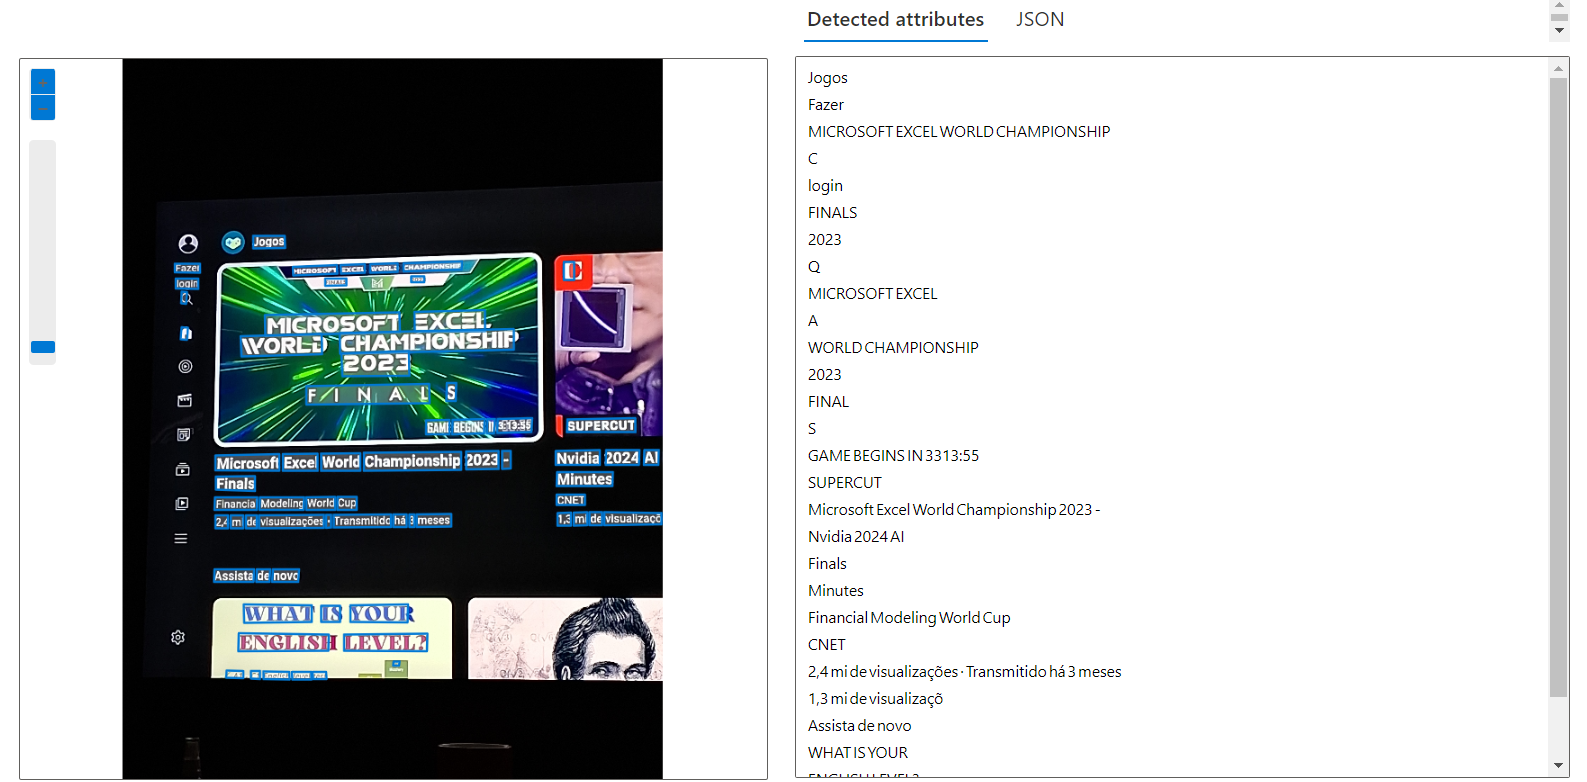 Detected attributes
JSON
+
-
Jogos
Fazer
login
MICROSOFT EXCEL WORLD CHAMPIONSHIP
MICROSOFT EXCEL
WORLD CHAMPIONSHIP
2023
FINALS
GAME BEGINS IN
SUPERCUT
Microsoft Excel World Championship 2023 -
Finals
Financial Modeling World Cup
2,4 mi de visualizações • Transmitido há 3 meses
Nvidia 2024 AI
Minutes
CNET
1,3 mi de visualizaçõ
Assista de novo
WHAT IS YOUR
ENGLISH LEVEL?
Jogos
Fazer
MICROSOFT EXCEL WORLD CHAMPIONSHIP
C
login
FINALS
2023
Q
MICROSOFT EXCEL
A
WORLD CHAMPIONSHIP
2023
FINAL
S
GAME BEGINS IN 3313:55
SUPERCUT
Microsoft Excel World Championship 2023 -
Nvidia 2024 AI
Finals
Minutes
Financial Modeling World Cup
CNET
2,4 mi de visualizações · Transmitido há 3 meses
1,3 mi de visualizaçõ
Assista de novo
WHAT IS YOUR
ENGLISH LEVEL?